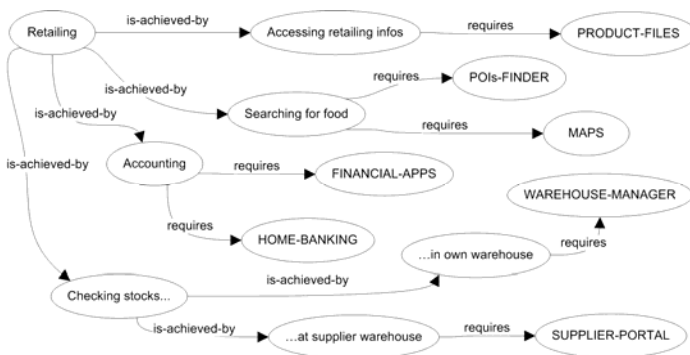 Retailing
is-achieved-by
Accessing retailing infos
requires
PRODUCT-FILES
is-achieved-by
requires
POIs-FINDER
Searching for food
requires
MAPS
is-achieved-by
Accounting
requires
FINANCIAL-APPS
requires
HOME-BANKING
is-achieved-by
Checking stocks...
is-achieved-by
...in own warehouse
requires
WAREHOUSE-MANAGER
is-achieved-by
...at supplier warehouse
requires
SUPPLIER-PORTAL